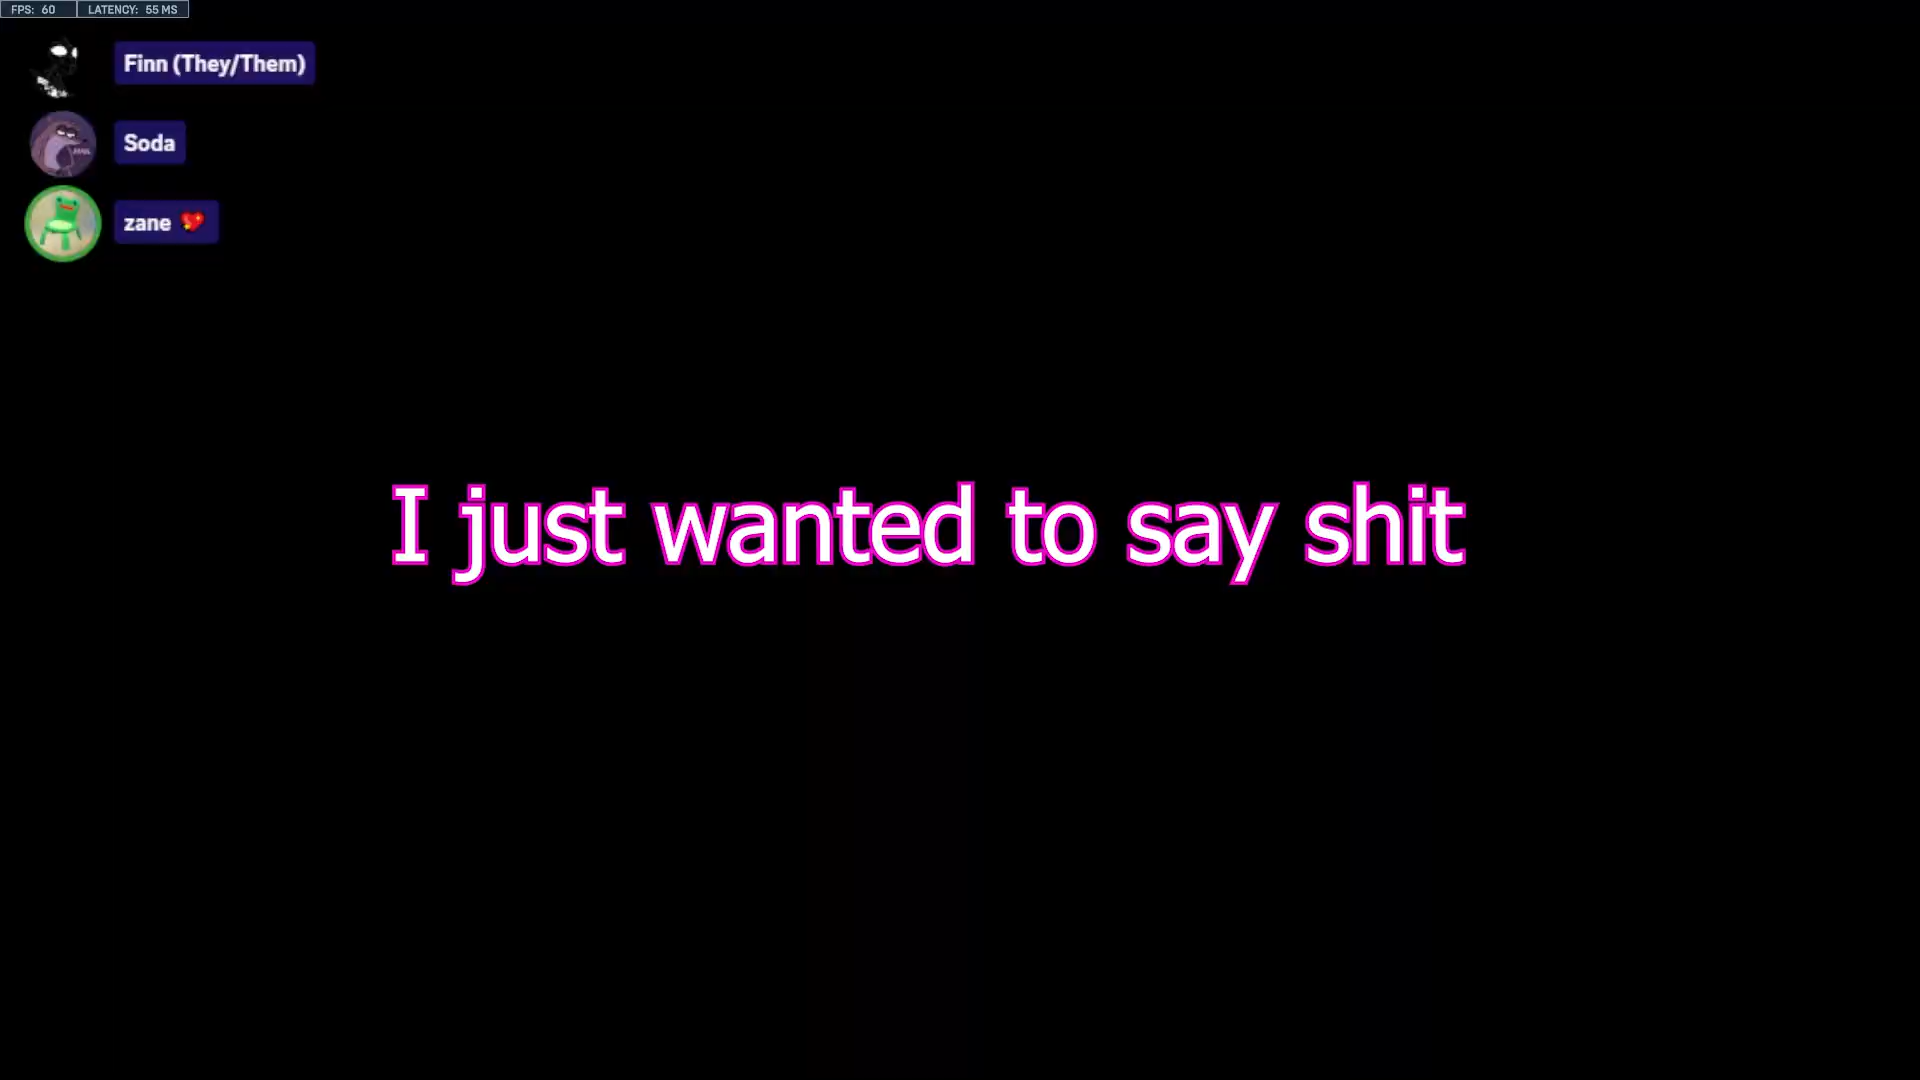 FPS: 60 LATENCY: 55 MS
Finn (They/Them)
Soda
zane 💖
I just wanted to say shit